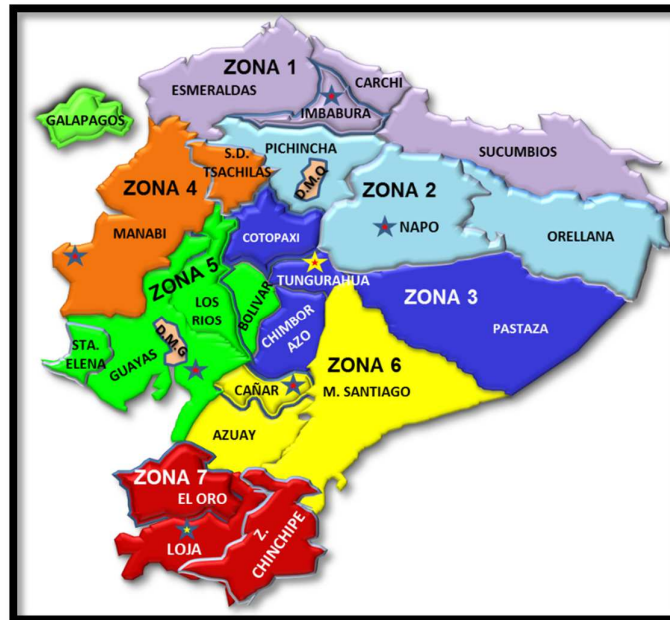 ZONA 1
CARCHI
ESMERALDAS
IMBABURA
GALAPAGOS
SUCUMBIOS
PICHINCHA
S.D.
TSACHILAS
D.M.Q
ZONA 4
ZONA 2
MANABI
NAPO
ORELLANA
COTOPAXI
ZONA 5
TUNGURAHUA
ZONA 3
LOS
RIOS
BOLIVAR
CHIMBOR
AZO
PASTAZA
STA.
ELENA
GUAYAS
D.M.G
ZONA 6
CAÑAR
M. SANTIAGO
AZUAY
ZONA 7
EL ORO
LOJA
Z.
CHINCHIPE